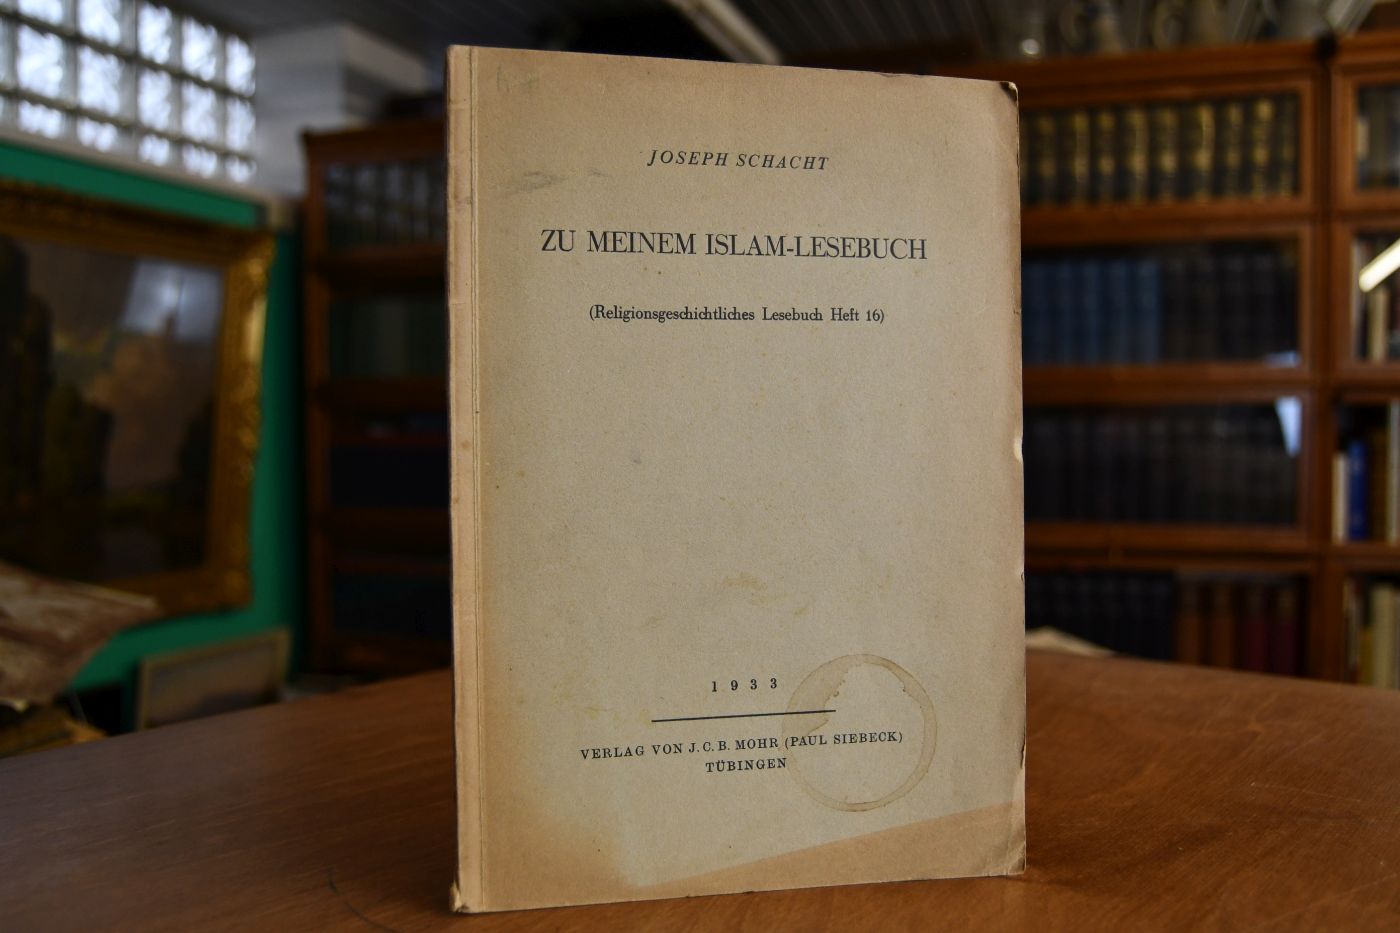 JOSEPH SCHACHT
ZU MEINEM ISLAM-LESEBUCH
(Religionsgeschichtliches Lesebuch Heft 16)
1933
VERLAG VON J. C. B. MOHR (PAUL SIEBECK)
TÜBINGEN